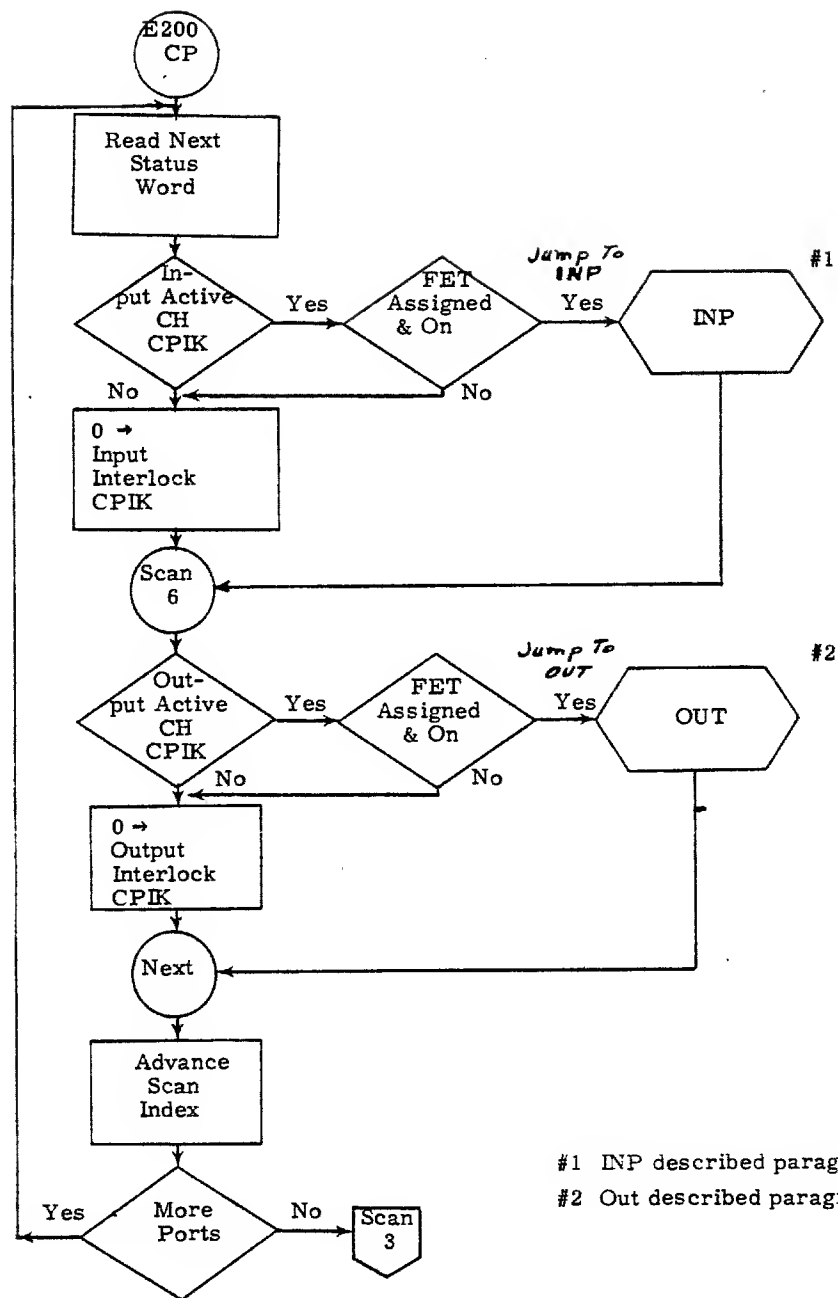 E200
CP
Read Next
Status
Word
In-
put Active
CH
CPIK
Yes
FET
Assigned
& On
Jump To
INP
Yes
INP
#1
No
No
0 →
Input
Interlock
CPIK
Scan
6
Out-
put Active
CH
CPIK
Yes
FET
Assigned
& On
Jump To
OUT
Yes
OUT
#2
No
No
0 →
Output
Interlock
CPIK
Next
Advance
Scan
Index
More
Ports
Yes
No
Scan
3
#1 INP described parag
#2 Out described parag